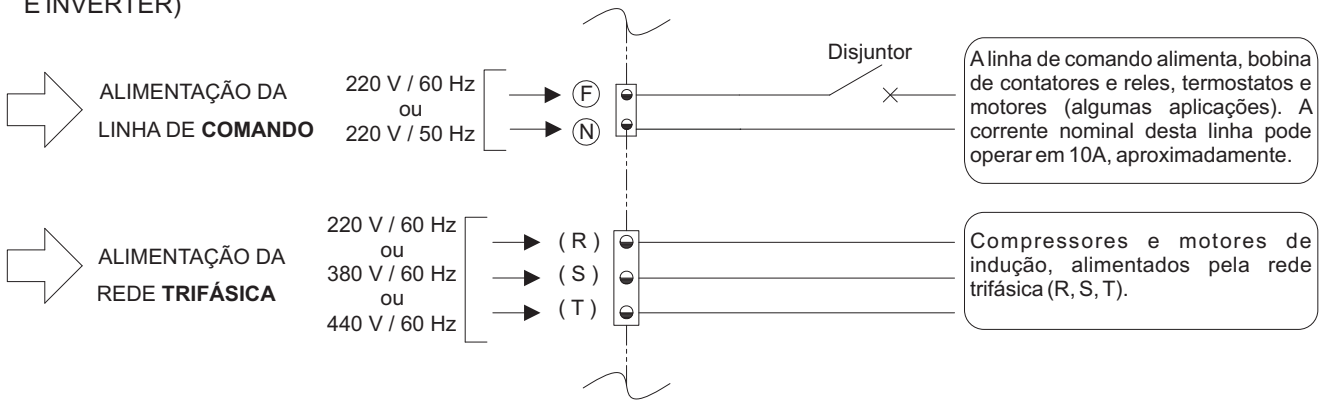 E INVERTER)
ALIMENTAÇÃO DA
LINHA DE COMANDO
220 V / 60 Hz
ou
220 V / 50 Hz
F
N
Disjuntor
A linha de comando alimenta, bobina
de contatores e reles, termostatos e
motores (algumas aplicações). A
corrente nominal desta linha pode
operar em 10A, aproximadamente.
ALIMENTAÇÃO DA
REDE TRIFÁSICA
220 V / 60 Hz
ou
380 V / 60 Hz
ou
440 V / 60 Hz
( R )
( S )
( T )
Compressores e motores de
indução, alimentados pela rede
trifásica (R, S, T).